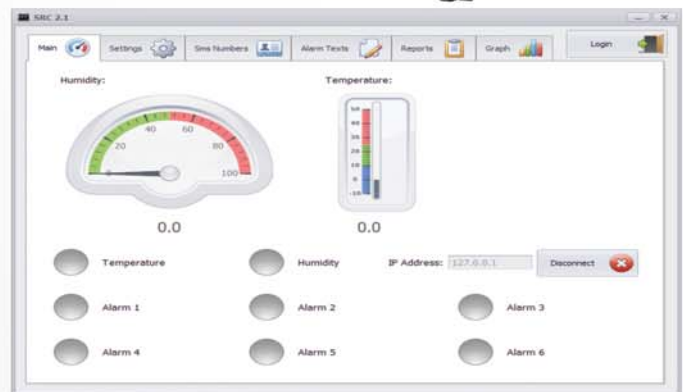 SRC 2.1
Main Settings Sms Numbers Alarm Texts Reports Graph Login
Humidity: Temperature:
0 20 40 60 80 100
50
40
30
20
10
0
-10
0.0 0.0
Temperature Humidity IP Address: 127.0.0.1 Disconnect
Alarm 1 Alarm 2 Alarm 3
Alarm 4 Alarm 5 Alarm 6